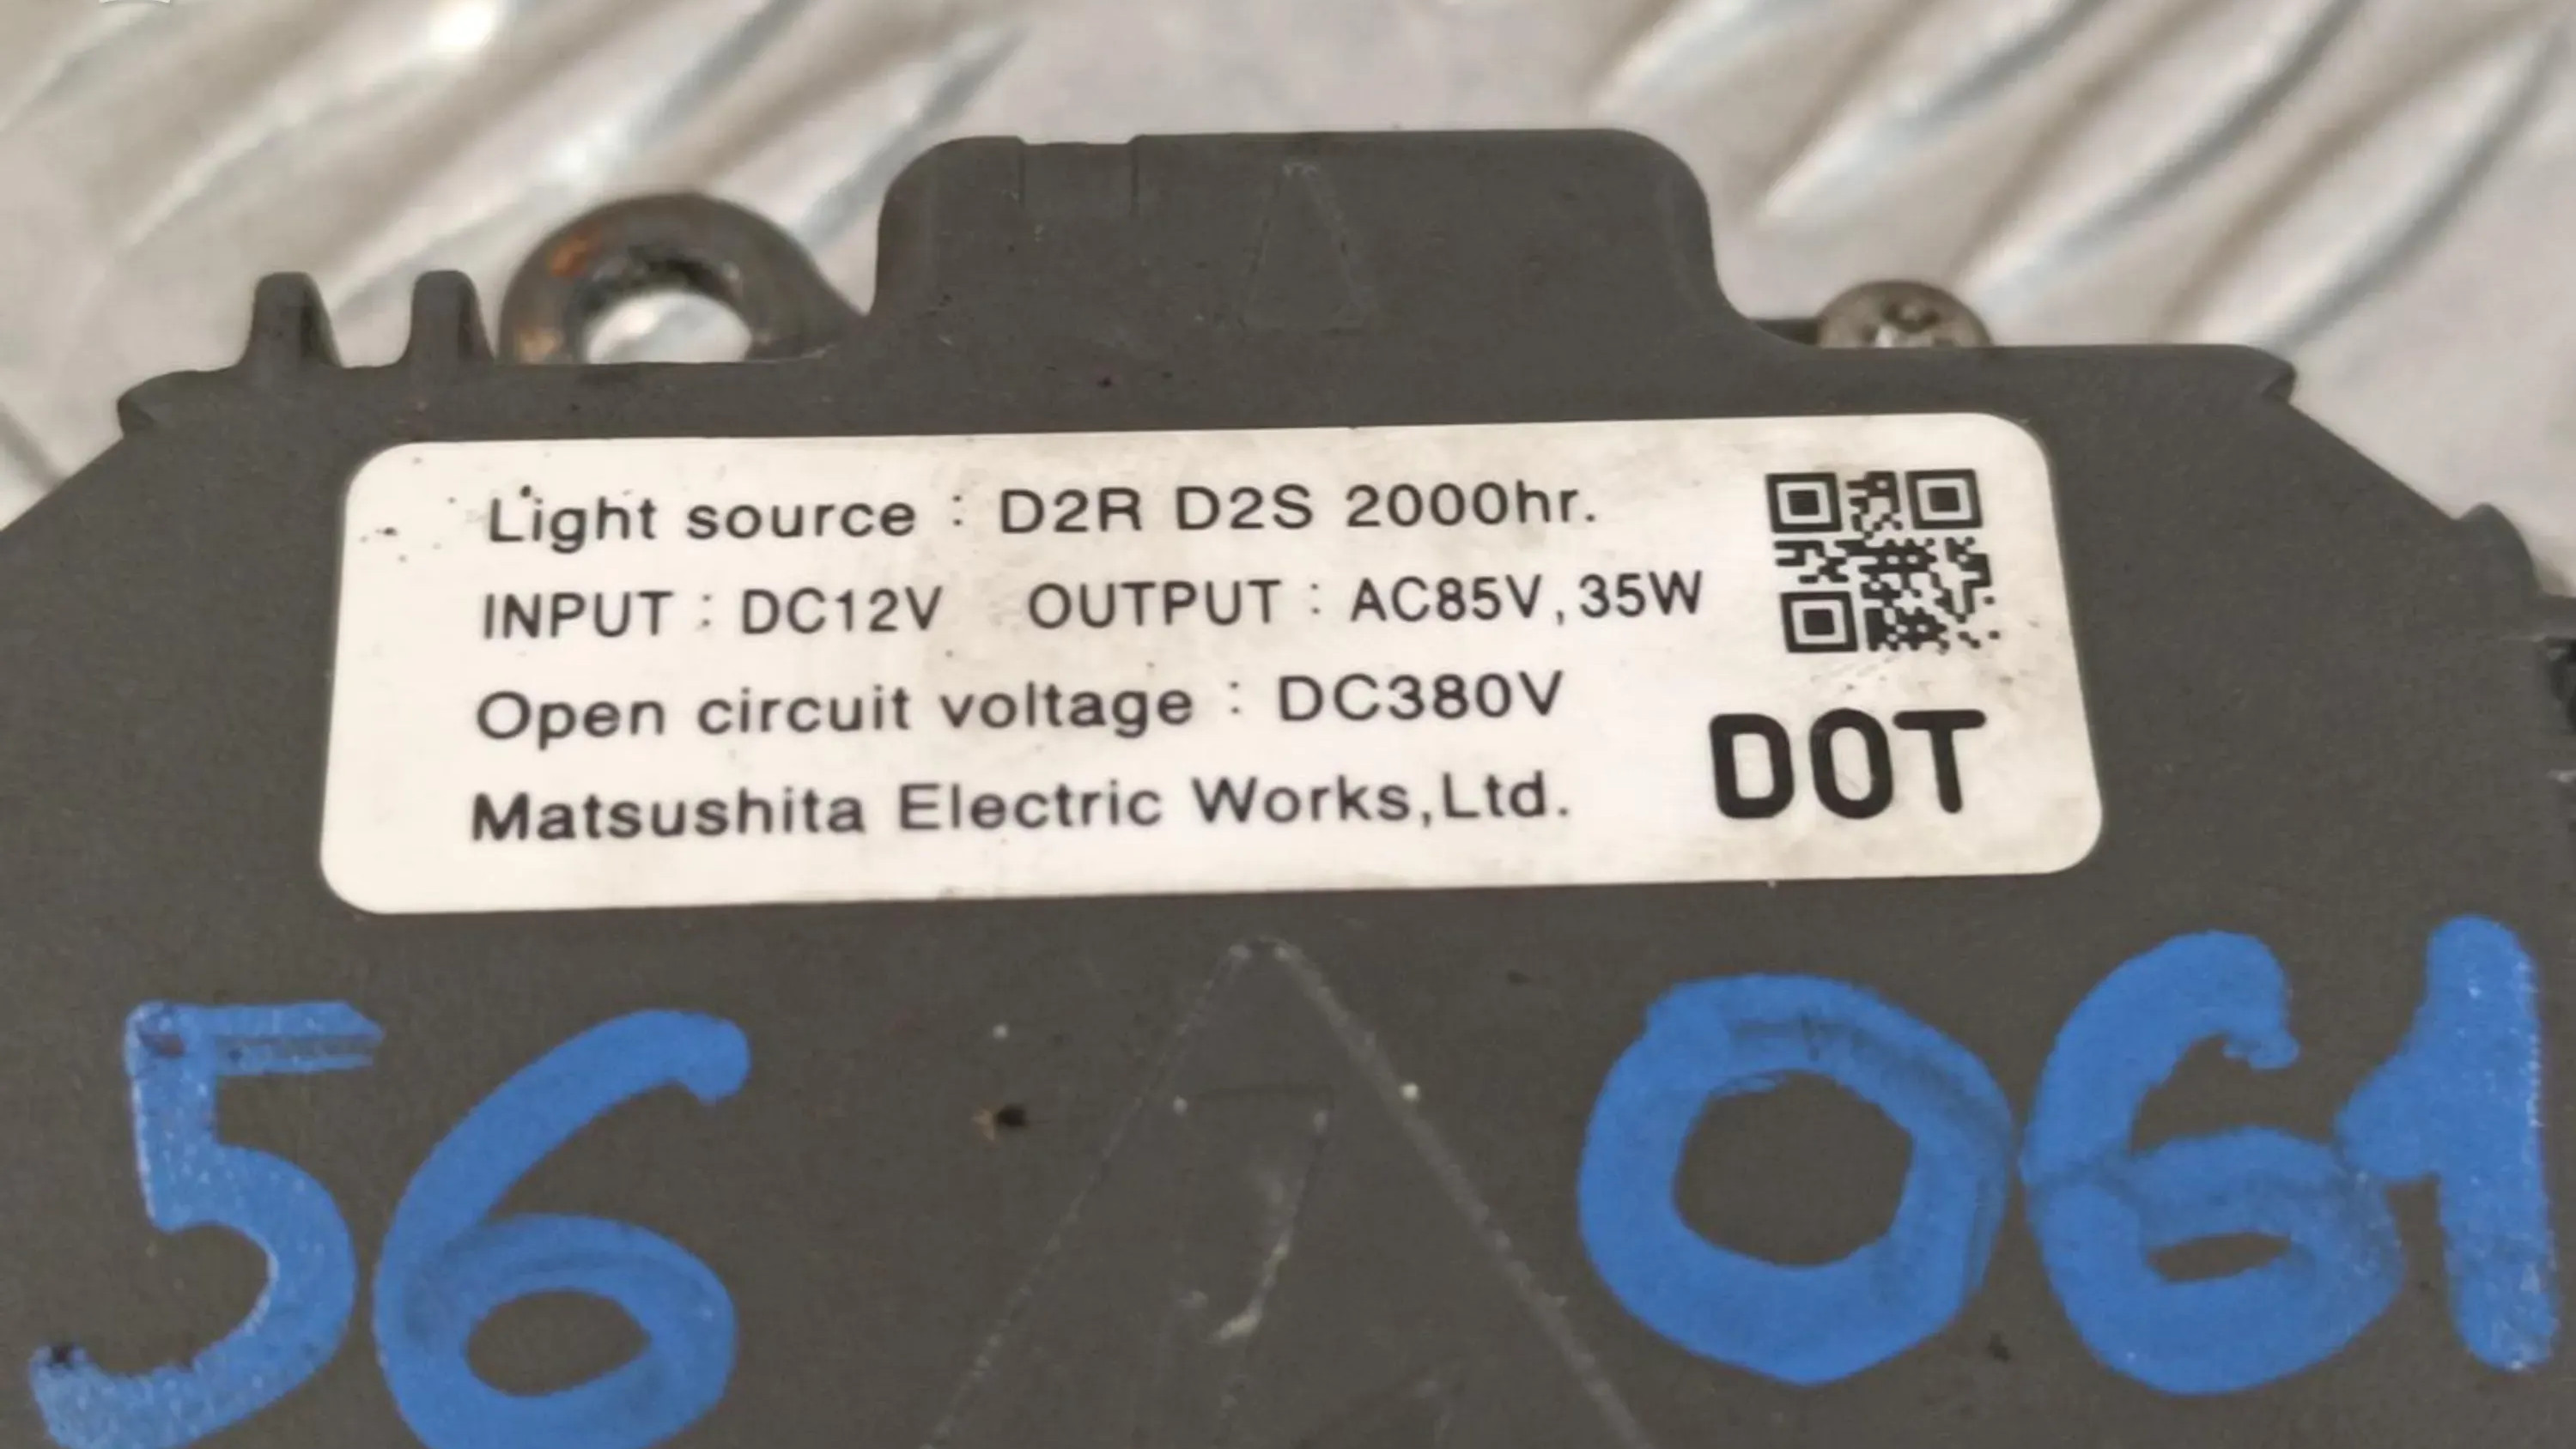 Light source : D2R D2S 2000hr.
INPUT : DC12V OUTPUT : AC85V,35W
Open circuit voltage : DC380V
Matsushita Electric Works,Ltd.
DOT
56
061